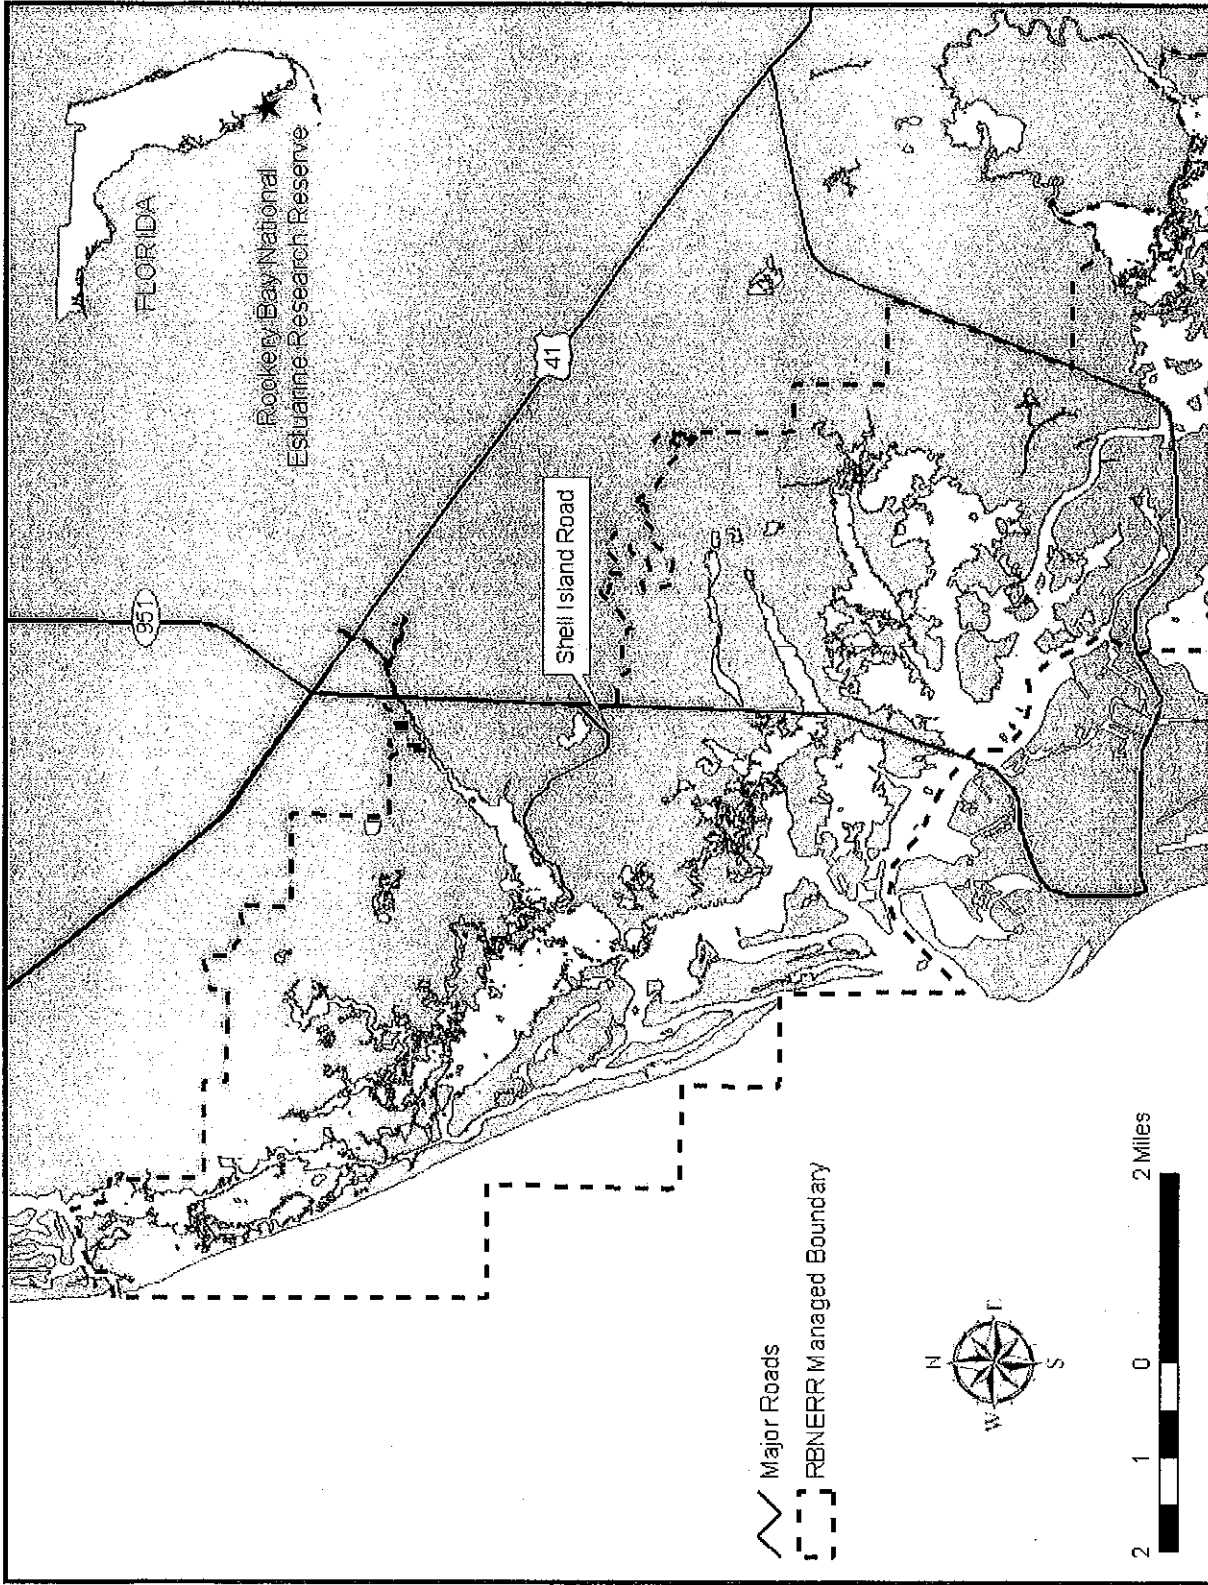 FLORIDA
Rookery Bay National
Estuarine Research Reserve
951
41
Shell Island Road
Major Roads
RBNERR Managed Boundary
N
W
E
S
2
1
0
2 Miles